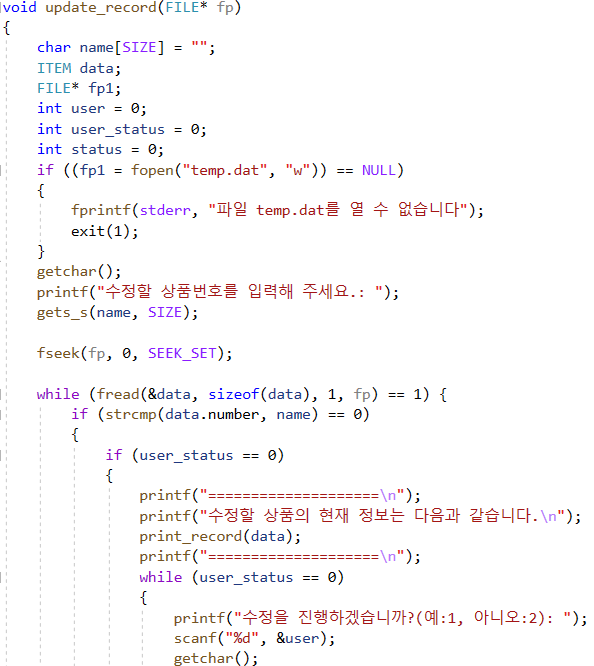 void update_record(FILE* fp)
{
char name[SIZE] = "";
ITEM data;
FILE* fp1;
int user = 0;
int user_status = 0;
int status = 0;
if ((fp1 = fopen("temp.dat", "w")) == NULL)
{
fprintf(stderr, "파일 temp.dat를 열 수 없습니다");
exit(1);
}
getchar();
printf("수정할 상품번호를 입력해 주세요.: ");
gets_s(name, SIZE);
fseek(fp, 0, SEEK_SET);
while (fread(&data, sizeof(data), 1, fp) == 1) {
if (strcmp(data.number, name) == 0)
{
if (user_status == 0)
{
printf("====================\n");
printf("수정할 상품의 현재 정보는 다음과 같습니다.\n");
print_record(data);
printf("====================\n");
while (user_status == 0)
{
printf("수정을 진행하겠습니까?(예:1, 아니오:2): ");
scanf("%d", &user);
getchar();